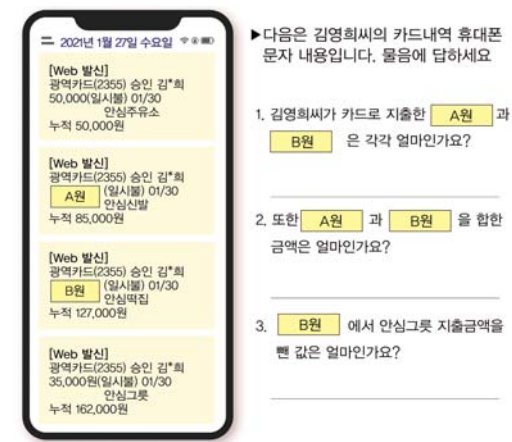 2021년 1월 27일 수요일
[Web 발신]
광역카드(2355) 승인 김*희
50,000(일시불) 01/30
안심주유소
누적 50,000원
[Web 발신]
광역카드(2355) 승인 김*희
A원 (일시불) 01/30
안심신발
누적 85,000원
[Web 발신]
광역카드(2355) 승인 김*희
B원 (일시불) 01/30
안심떡집
누적 127,000원
[Web 발신]
광역카드(2355) 승인 김*희
35,000원(일시불) 01/30
안심그릇
누적 162,000원
▶다음은 김영희씨의 카드내역 휴대폰
문자 내용입니다. 물음에 답하세요
1. 김영희씨가 카드로 지출한 A원 과
B원 은 각각 얼마인가요?
2. 또한 A원 과 B원 을 합한
금액은 얼마인가요?
3. B원 에서 안심그릇 지출금액을
뺀 값은 얼마인가요?